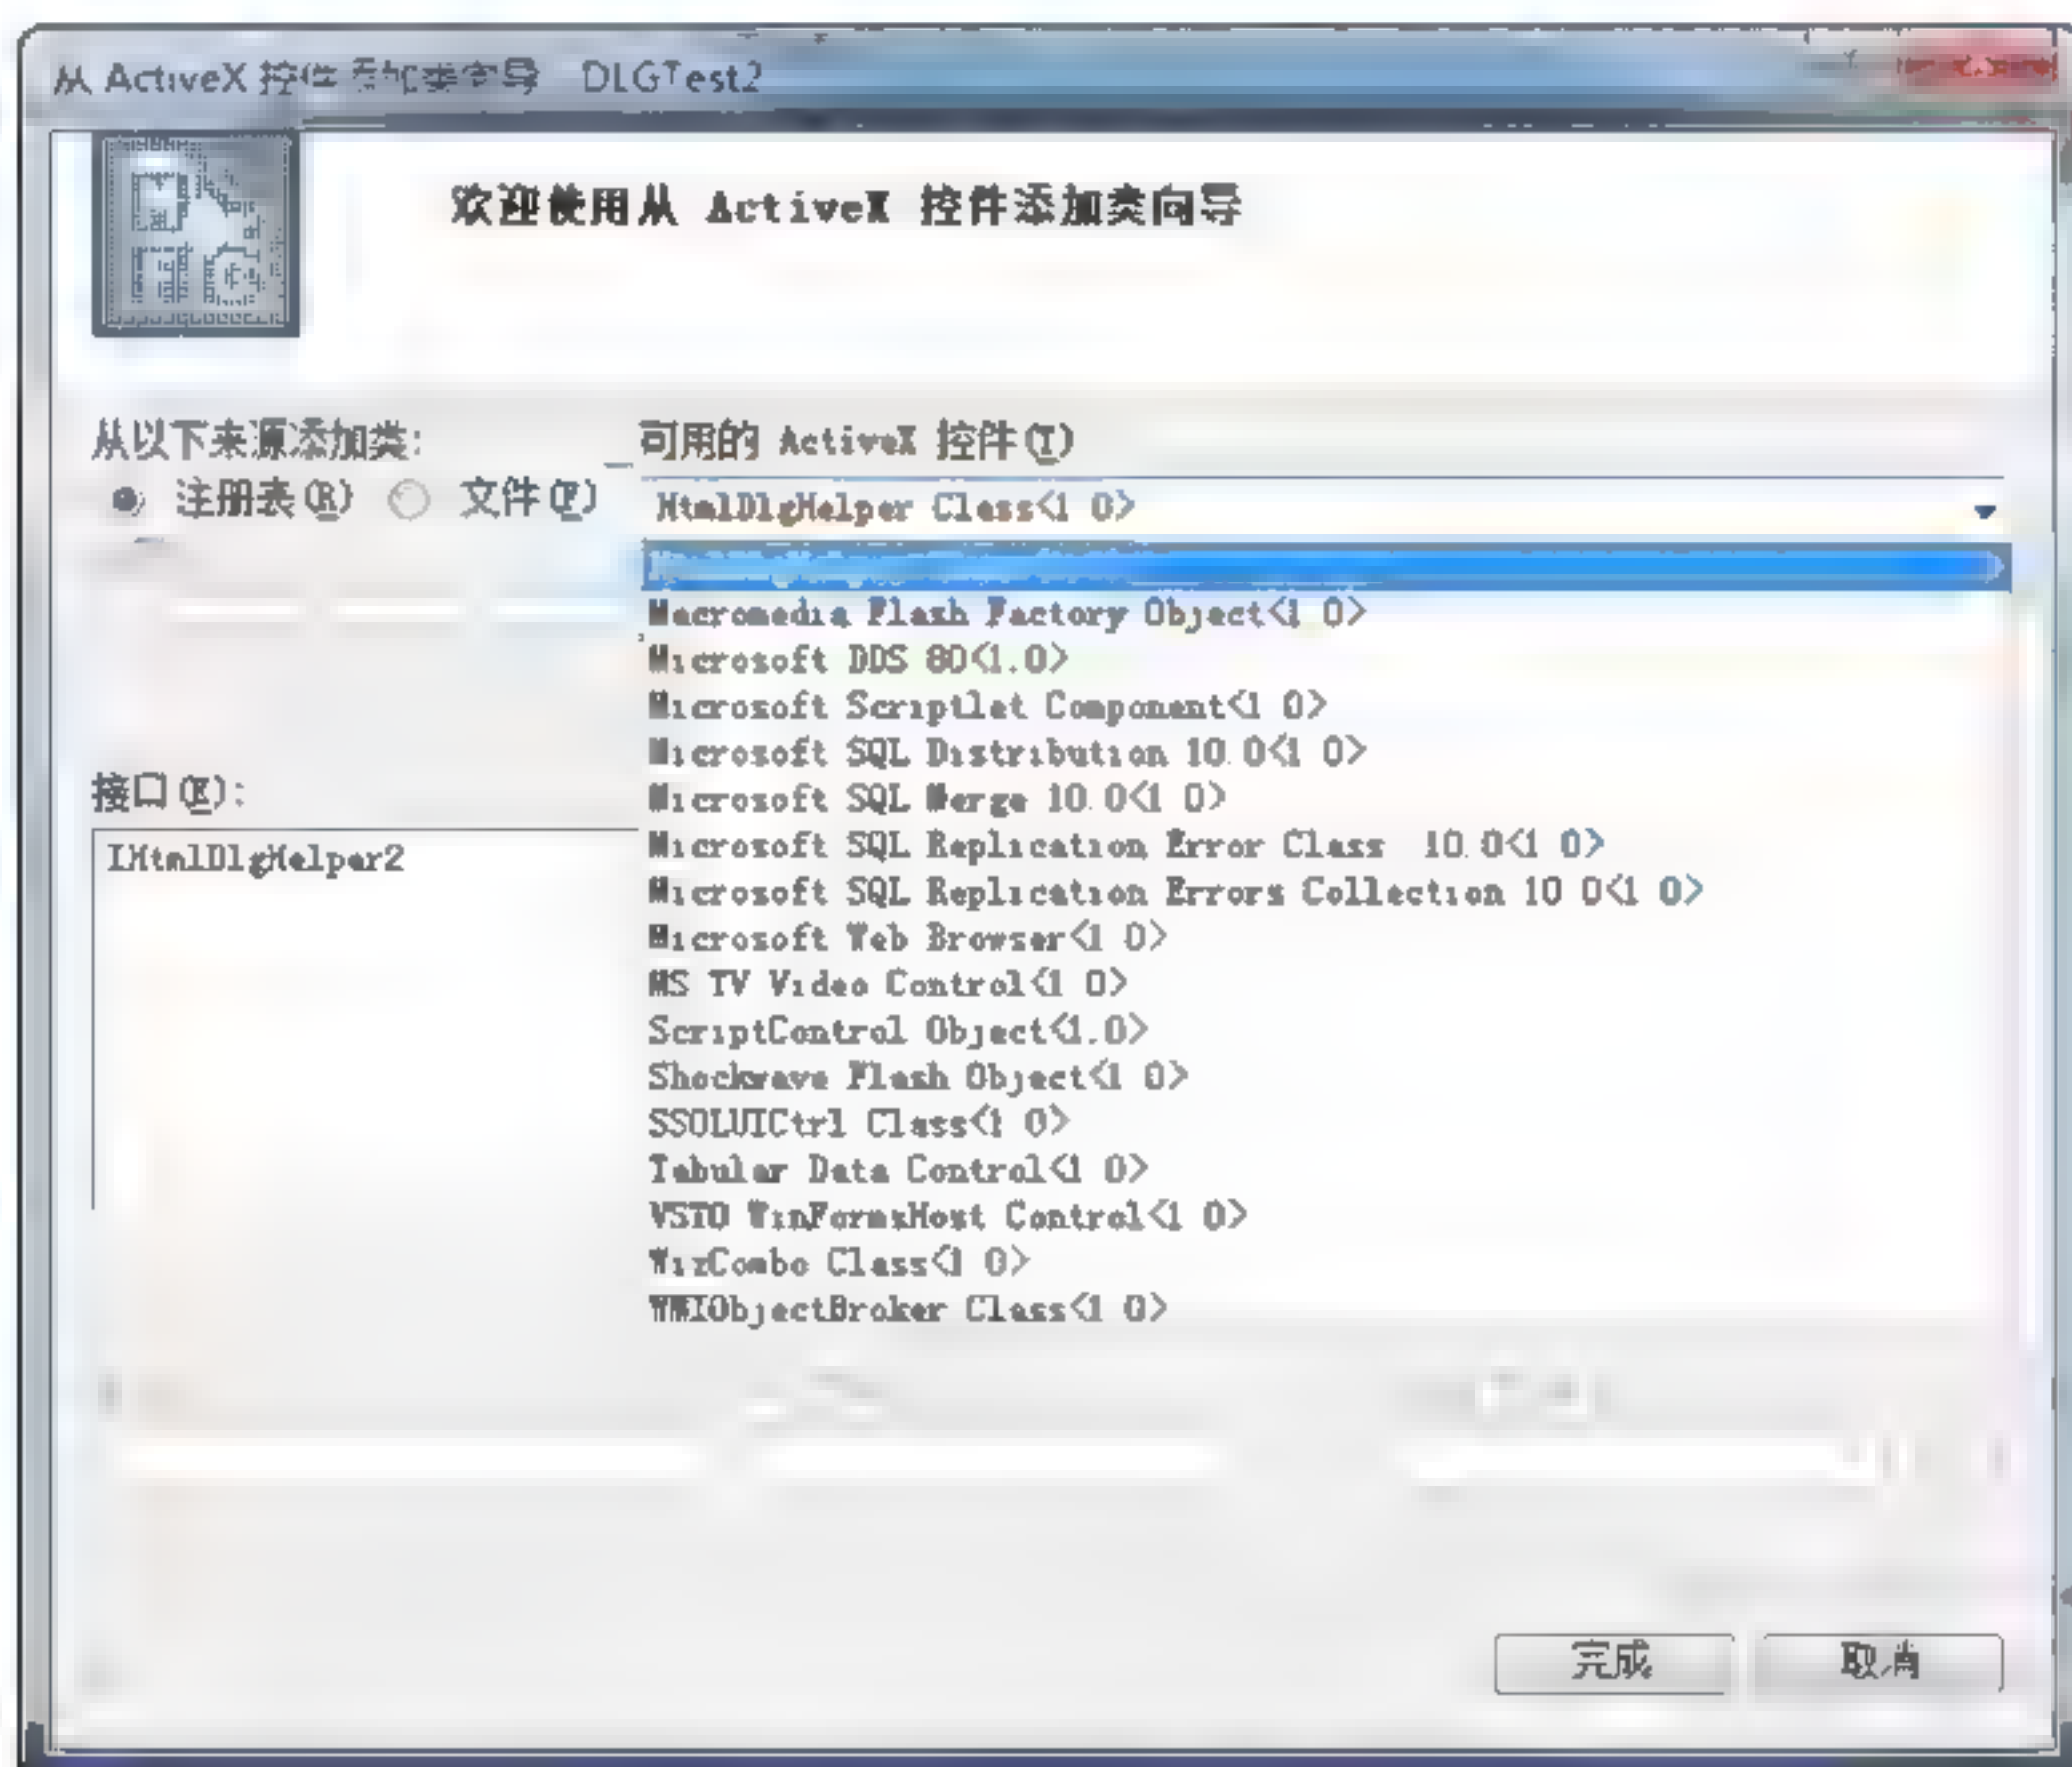 从 ActiveX 控件添加类向导 DLGTest2
欢迎使用从 ActiveX 控件添加类向导
从以下来源添加类:
注册表(R) 文件(F)
可用的 ActiveX 控件(T)
HtmlDlgHelper Class<1 0>
Macromedia Flash Factory Object<1 0>
Microsoft DDS 80<1.0>
Microsoft Scriptlet Component<1 0>
Microsoft SQL Distribution 10.0<1 0>
Microsoft SQL Merge 10.0<1 0>
Microsoft SQL Replication Error Class 10.0<1 0>
Microsoft SQL Replication Errors Collection 10 0<1 0>
Microsoft Web Browser<1 0>
MS TV Video Control<1 0>
ScriptControl Object<1.0>
Shockwave Flash Object<1 0>
SSOLUICtrl Class<1 0>
Tabular Data Control<1 0>
VSTO WinFormsHost Control<1 0>
WizCombo Class<1 0>
WMIObjectBroker Class<1 0>
接口(E):
IHtmlDlgHelper2
完成 取消